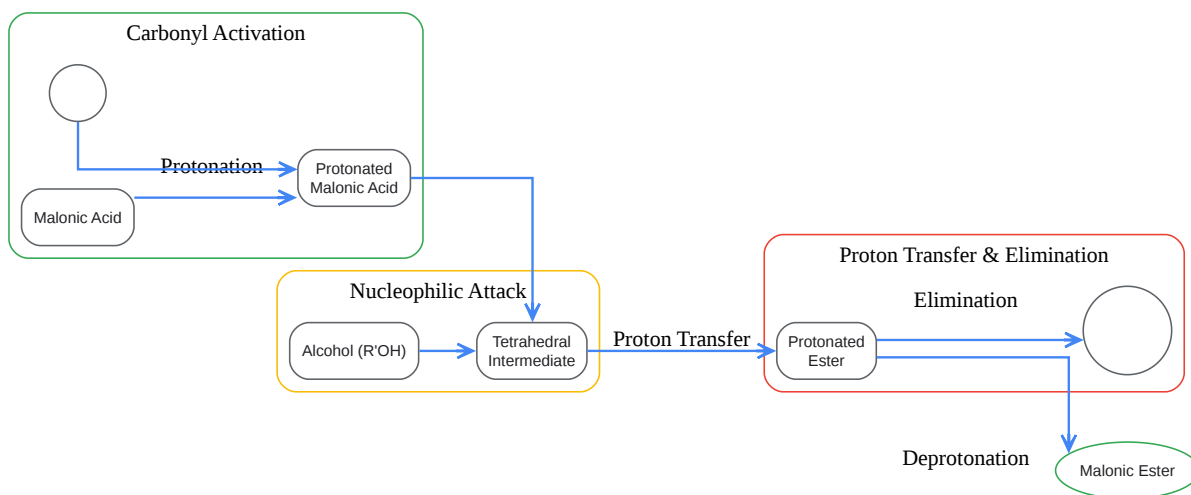 Carbonyl Activation
Protonation
Protonated
Malonic Acid
Malonic Acid
Nucleophilic Attack
Alcohol (R'OH)
Tetrahedral
Intermediate
Proton Transfer
Proton Transfer & Elimination
Elimination
Protonated
Ester
Deprotonation
Malonic Ester